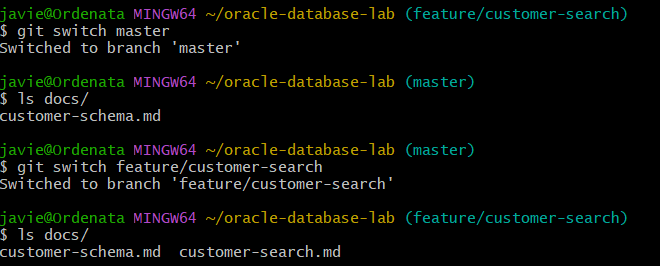 javie@Ordenata MINGW64 ~/oracle-database-lab (feature/customer-search)
$ git switch master
Switched to branch 'master'
javie@Ordenata MINGW64 ~/oracle-database-lab (master)
$ ls docs/
customer-schema.md
javie@Ordenata MINGW64 ~/oracle-database-lab (master)
$ git switch feature/customer-search
Switched to branch 'feature/customer-search'
javie@Ordenata MINGW64 ~/oracle-database-lab (feature/customer-search)
$ ls docs/
customer-schema.md  customer-search.md